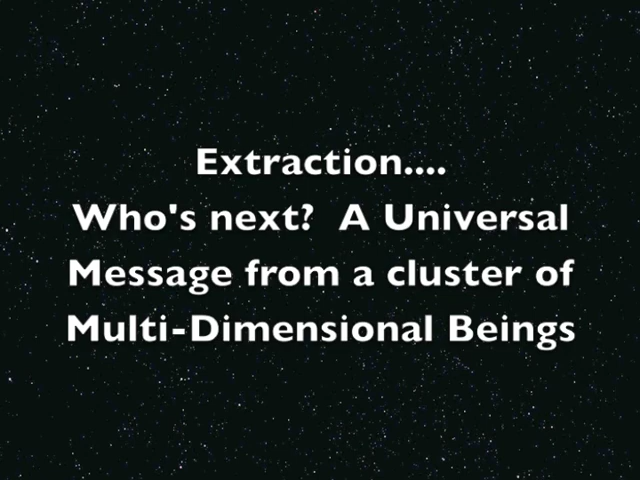 Extraction....
Who's next?  A Universal
Message from a cluster of
Multi-Dimensional Beings